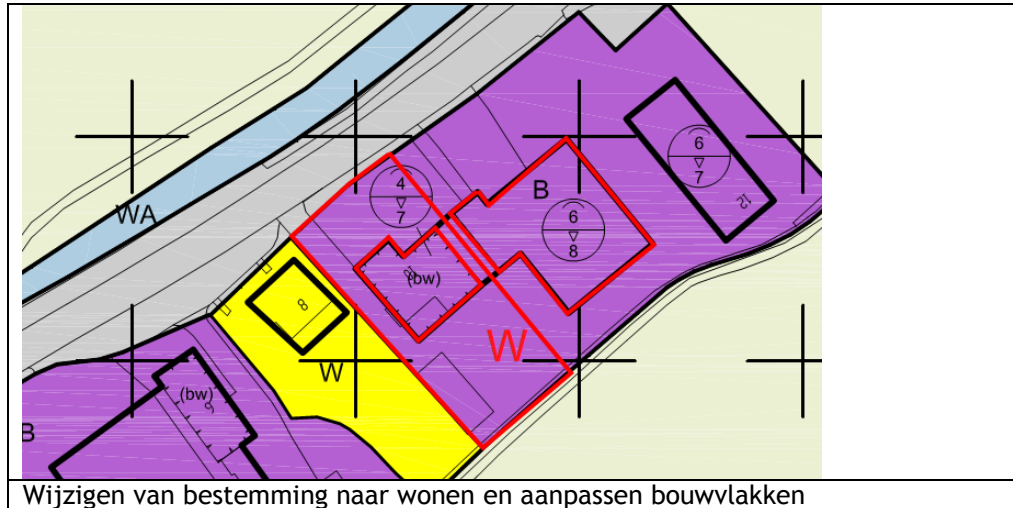 6
7
12
4
7
B
6
8
WA
(bw)
8
W
W
(bw)
B
Wijzigen van bestemming naar wonen en aanpassen bouwvlakken